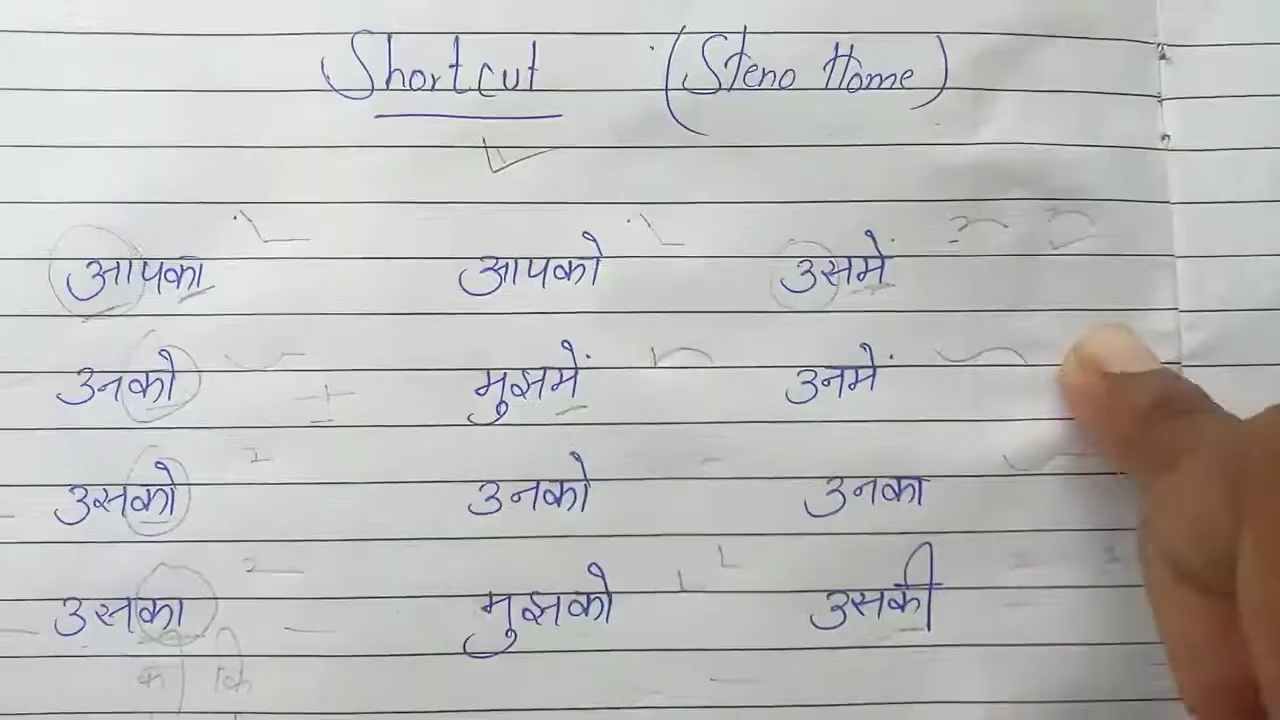 Shortcut (Steno Home)
आपका आपको उसमें
उनको मुझमें उनमें
उसको उनको उनका
उसका मुझको उसकी
क कि